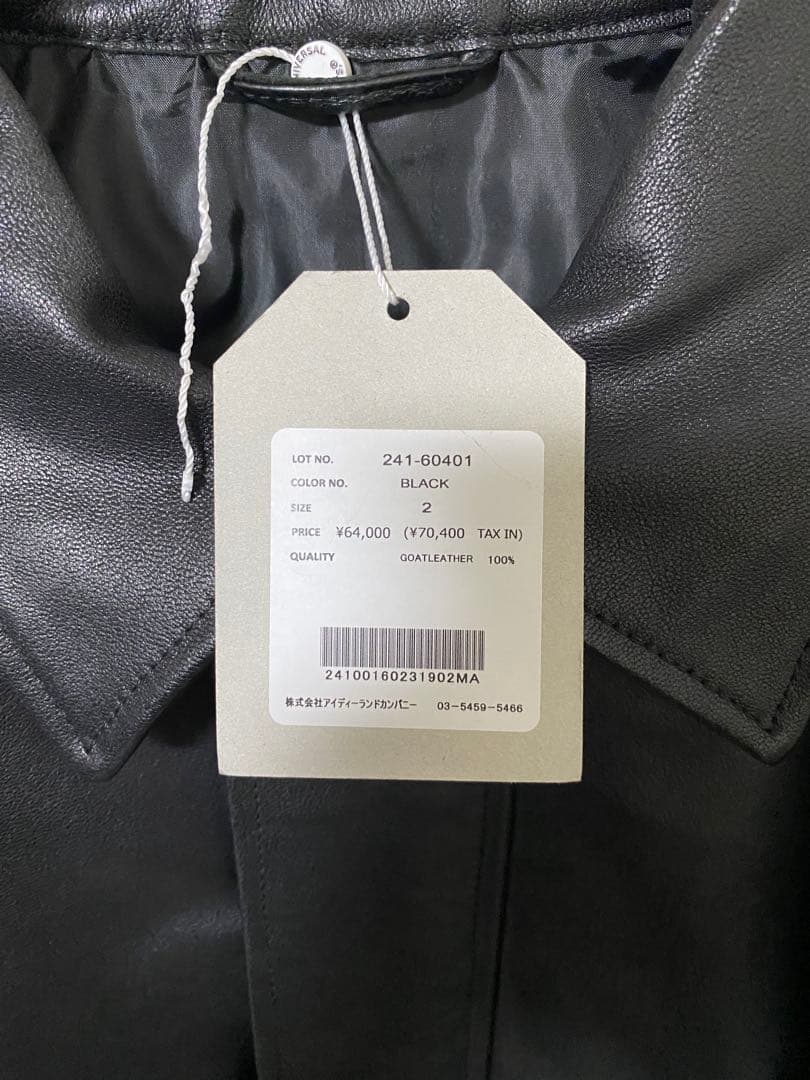 LOT NO. 241-60401
COLOR NO. BLACK
SIZE 2
PRICE ¥64,000 (¥70,400 TAX IN)
QUALITY GOATLEATHER 100%
24100160231902MA
株式会社アイディーランドカンパニー 03-5459-5466